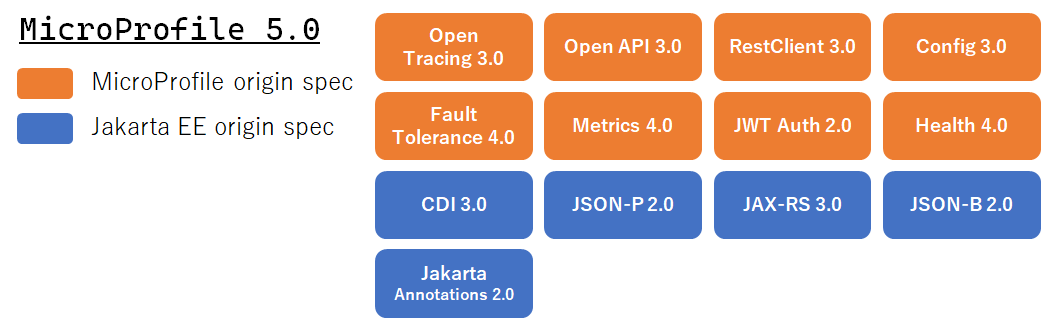 MicroProfile 5.0
MicroProfile origin spec
Jakarta EE origin spec
Open
Tracing 3.0
Open API 3.0
RestClient 3.0
Config 3.0
Fault
Tolerance 4.0
Metrics 4.0
JWT Auth 2.0
Health 4.0
CDI 3.0
JSON-P 2.0
JAX-RS 3.0
JSON-B 2.0
Jakarta
Annotations 2.0